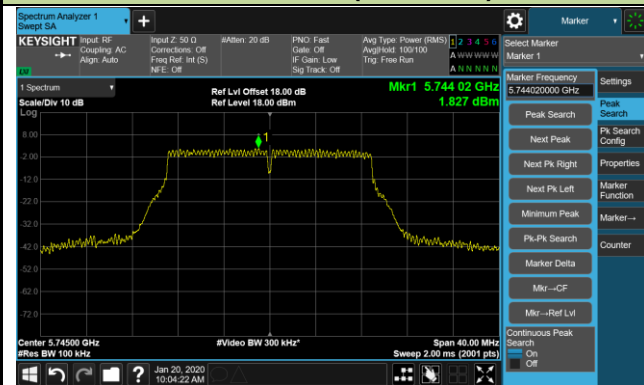 Spectrum Analyzer 1
Swept SA
Marker
KEYSIGHT
Input: RF
Coupling: AC
Align: Auto
Input Z: 50 Ω
Corrections: Off
Freq Ref: Int (S)
NFE: Off
#Atten: 20 dB
PNO: Fast
Gate: Off
IF Gain: Low
Sig Track: Off
Avg Type: Power (RMS)
Avg|Hold: 100/100
Trig: Free Run
1 2 3 4 5 6
A W W W W W
A N N N N N
Select Marker
Marker 1
1 Spectrum
Scale/Div 10 dB
Log
Ref Lvl Offset 18.00 dB
Ref Level 18.00 dBm
Mkr1 5.744 02 GHz
1.827 dBm
8.00
-2.00
-12.0
-22.0
-32.0
-42.0
-52.0
-62.0
-72.0
1
Center 5.74500 GHz
#Res BW 100 kHz
#Video BW 300 kHz*
Span 40.00 MHz
Sweep 2.00 ms (2001 pts)
Jan 20, 2020
10:04:22 AM
Marker Frequency
5.744020000 GHz
Peak Search
Next Peak
Next Pk Right
Next Pk Left
Minimum Peak
Pk-Pk Search
Marker Delta
Mkr→CF
Mkr→Ref Lvl
Continuous Peak
Search
On
Off
Settings
Peak
Search
Pk Search
Config
Properties
Marker
Function
Marker→
Counter